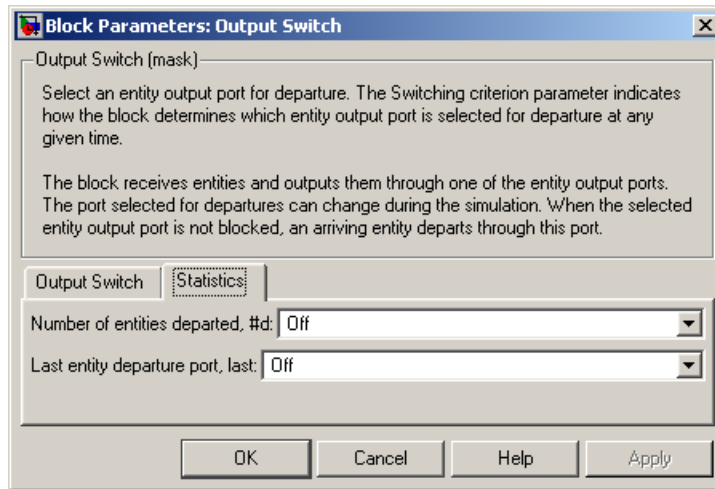 Block Parameters: Output Switch
Output Switch (mask)
Select an entity output port for departure. The Switching criterion parameter indicates
how the block determines which entity output port is selected for departure at any
given time.
The block receives entities and outputs them through one of the entity output ports.
The port selected for departures can change during the simulation. When the selected
entity output port is not blocked, an arriving entity departs through this port.
Output Switch Statistics
Number of entities departed, #d: Off
Last entity departure port, last: Off
OK Cancel Help Apply